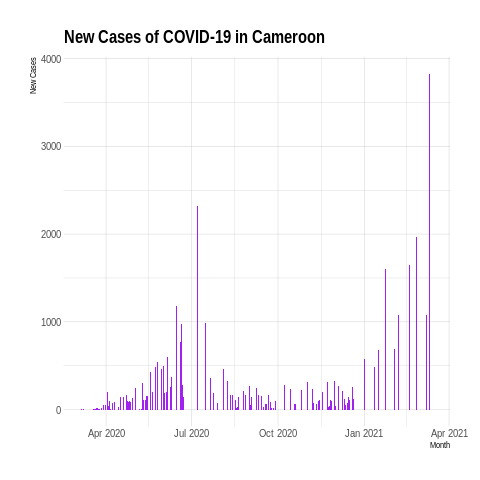 New Cases of COVID-19 in Cameroon
New Cases
4000
3000
2000
1000
0
Apr 2020 Jul 2020 Oct 2020 Jan 2021 Apr 2021
Month